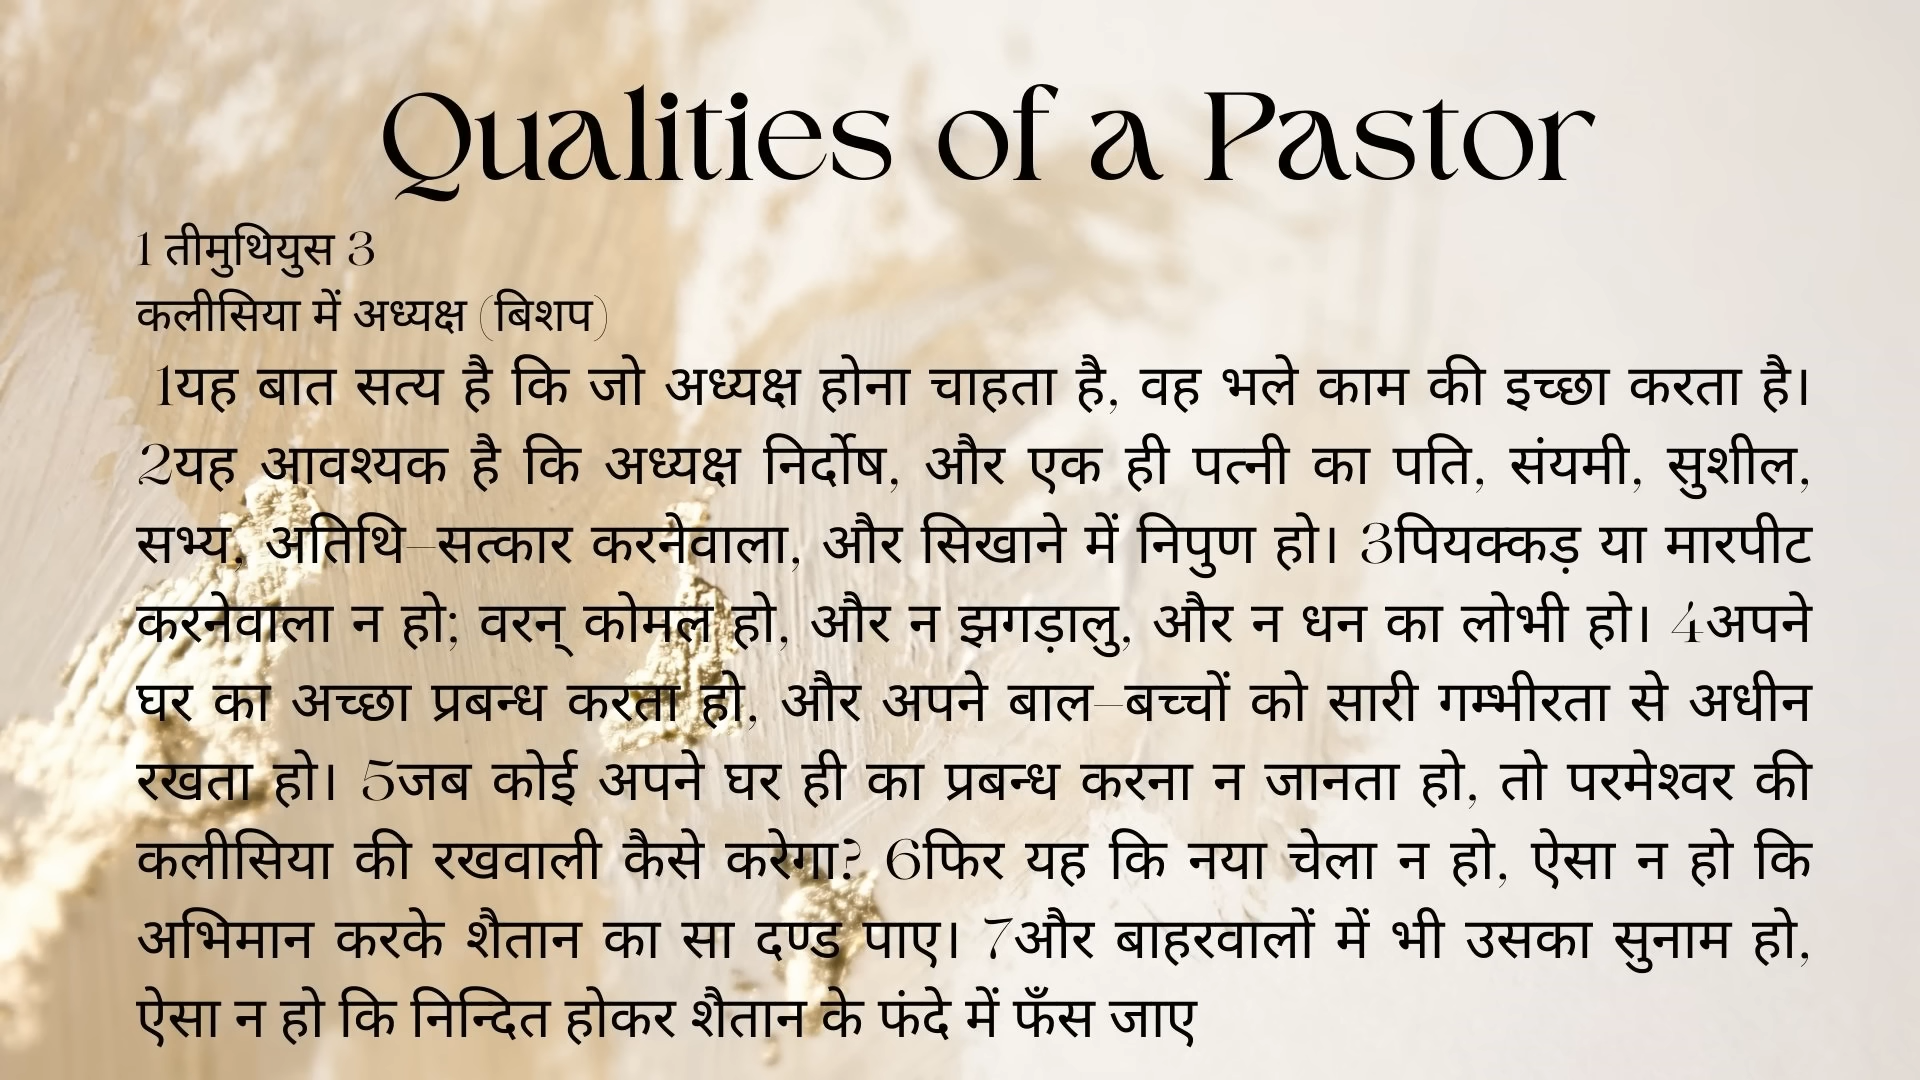 Qualities of a Pastor
1 तीमुथियुस 3
कलीसिया में अध्यक्ष (बिशप)
1यह बात सत्य है कि जो अध्यक्ष होना चाहता है, वह भले काम की इच्छा करता है।
2यह आवश्यक है कि अध्यक्ष निर्दोष, और एक ही पत्नी का पति, संयमी, सुशील,
सभ्य, अतिथि–सत्कार करनेवाला, और सिखाने में निपुण हो। 3पियक्कड़ या मारपीट
करनेवाला न हो; वरन् कोमल हो, और न झगड़ालु, और न धन का लोभी हो। 4अपने
घर का अच्छा प्रबन्ध करता हो, और अपने बाल–बच्चों को सारी गम्भीरता से अधीन
रखता हो। 5जब कोई अपने घर ही का प्रबन्ध करना न जानता हो, तो परमेश्वर की
कलीसिया की रखवाली कैसे करेगा? 6फिर यह कि नया चेला न हो, ऐसा न हो कि
अभिमान करके शैतान का सा दण्ड पाए। 7और बाहरवालों में भी उसका सुनाम हो,
ऐसा न हो कि निन्दित होकर शैतान के फंदे में फँस जाए